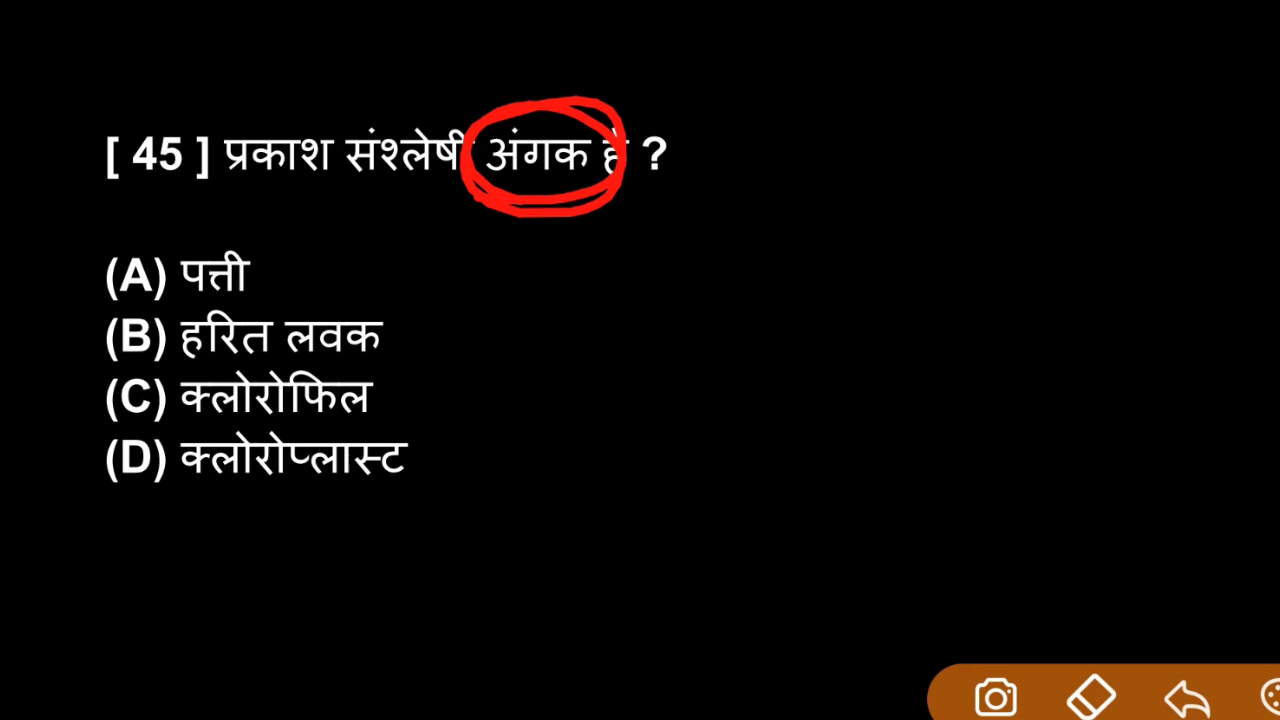 [ 45 ] प्रकाश संश्लेषी अंगक है ?
(A) पत्ती
(B) हरित लवक
(C) क्लोरोफिल
(D) क्लोरोप्लास्ट